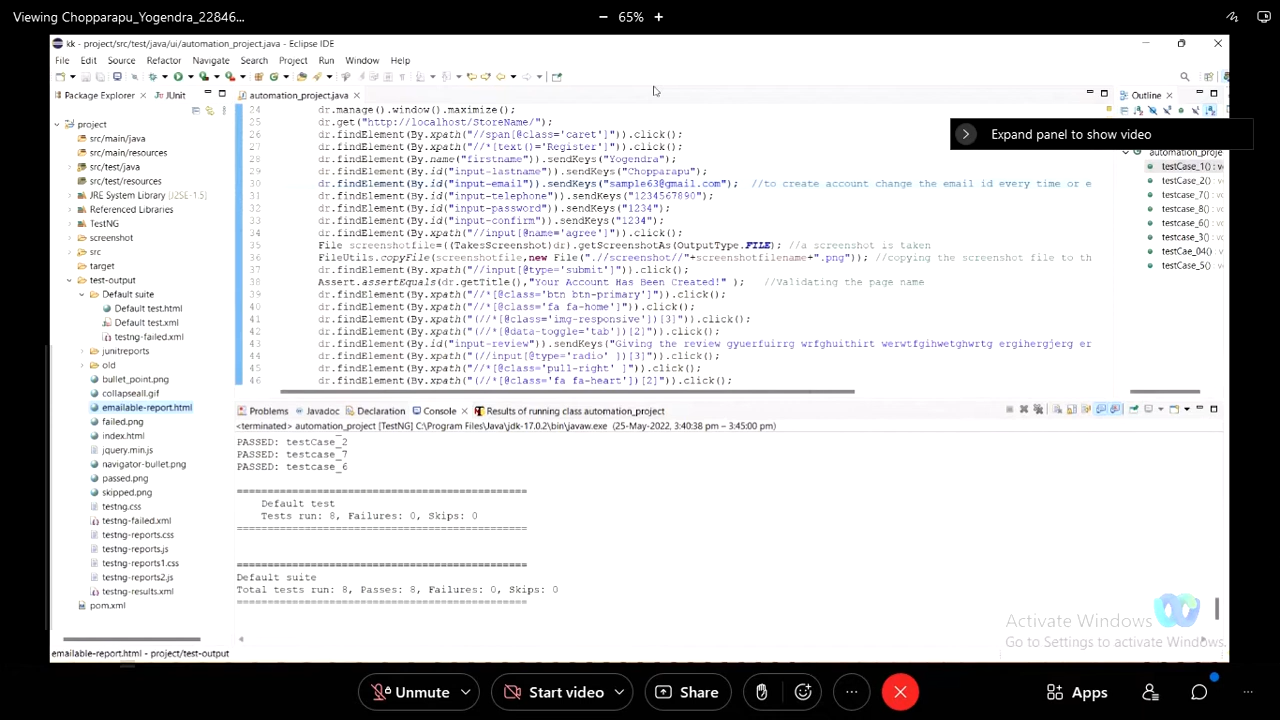 Viewing Chopparapu_Yogendra_22846...
65%
kk - project/src/test/java/ui/automation_project.java - Eclipse IDE
File Edit Source Refactor Navigate Search Project Run Window Help
Package Explorer JUnit
automation_project.java
Outline
Expand panel to show video
project
src/main/java
src/main/resources
src/test/java
src/test/resources
JRE System Library [J2SE-1.5]
Referenced Libraries
TestNG
screenshot
src
target
test-output
Default suite
Default test.html
Default test.xml
testng-failed.xml
junitreports
old
bullet_point.png
collapseall.gif
emailable-report.html
failed.png
index.html
jquery.min.js
navigator-bullet.png
passed.png
skipped.png
testng.css
testng-failed.xml
testng-reports.css
testng-reports.js
testng-reports1.css
testng-reports2.js
testng-results.xml
pom.xml
24 dr.manage().window().maximize();
25 dr.get("http://localhost/StoreName/");
26 dr.findElement(By.xpath("//span[@class='caret']")).click();
27 dr.findElement(By.xpath("//*[text()='Register']")).click();
28 dr.findElement(By.name("firstname")).sendKeys("Yogendra");
29 dr.findElement(By.id("input-lastname")).sendKeys("Chopparapu");
30 dr.findElement(By.id("input-email")).sendKeys("sample63@gmail.com"); //to create account change the email id every time or e
31 dr.findElement(By.id("input-telephone")).sendKeys("1234567890");
32 dr.findElement(By.id("input-password")).sendKeys("1234");
33 dr.findElement(By.id("input-confirm")).sendKeys("1234");
34 dr.findElement(By.xpath("//input[@name='agree']")).click();
35 File screenshotfile=((TakesScreenshot)dr).getScreenshotAs(OutputType.FILE); //a screenshot is taken
36 FileUtils.copyFile(screenshotfile,new File(".//screenshot//"+screenshotfilename+".png")); //copying the screenshot file to th
37 dr.findElement(By.xpath("//input[@type='submit']")).click();
38 Assert.assertEquals(dr.getTitle(),"Your Account Has Been Created!" ); //Validating the page name
39 dr.findElement(By.xpath("//*[@class='btn btn-primary']")).click();
40 dr.findElement(By.xpath("//*[@class='fa fa-home']")).click();
41 dr.findElement(By.xpath("(//*[@class='img-responsive'])[3]")).click();
42 dr.findElement(By.xpath("(//*[@data-toggle='tab'])[2]")).click();
43 dr.findElement(By.id("input-review")).sendKeys("Giving the review gyuerfuirrg wrfghuithirt werwtfgihwetghwrtg ergihergjerg er
44 dr.findElement(By.xpath("(//input[@type='radio' ])[3]")).click();
45 dr.findElement(By.xpath("(//*[@class='pull-right' ]")).click();
46 dr.findElement(By.xpath("(//*[@class='fa fa-heart'])[2]")).click();
automation_proje
testCase_1() : v
testCase_2() : v
testcase_7() : vo
testcase_8() : vo
testcase_6() : vo
testcase_3() : vo
testCae_04() : v
testCase_5() : v
Problems Javadoc Declaration Console Results of running class automation_project
<terminated> automation_project [TestNG] C:\Program Files\Java\jdk-17.0.2\bin\javaw.exe (25-May-2022, 3:40:38 pm – 3:45:00 pm)
PASSED: testCase_2
PASSED: testcase_7
PASSED: testcase_6
===============================================
Default test
Tests run: 8, Failures: 0, Skips: 0
===============================================
===============================================
Default suite
Total tests run: 8, Passes: 8, Failures: 0, Skips: 0
===============================================
Activate Windows
Go to Settings to activate Windows.
emailable-report.html - project/test-output
Unmute Start video Share Apps